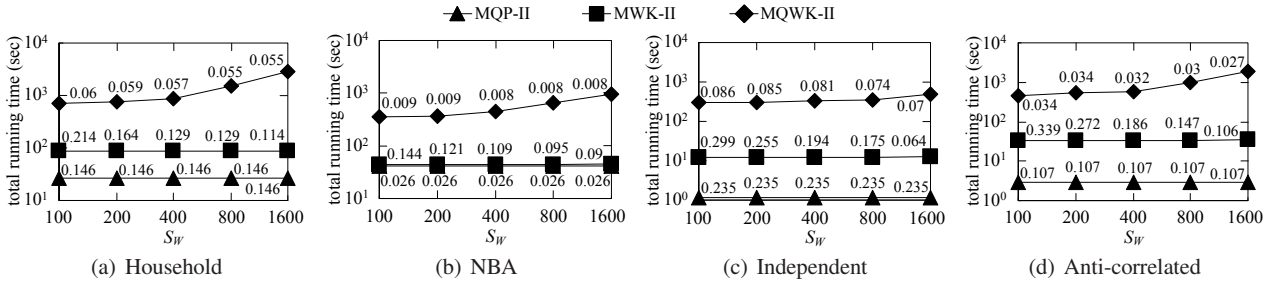 MQP-II MWK-II MQWK-II
total running time (sec)
10^4
10^3
10^2
10^1
0.06 0.059 0.057 0.055 0.055
0.214 0.164 0.129 0.129 0.114
0.146 0.146 0.146 0.146 0.146
100 200 400 800 1600
S_W
(a) Household
total running time (sec)
10^4
10^3
10^2
10^1
0.009 0.009 0.008 0.008 0.008
0.144 0.121 0.109 0.095 0.09
0.026 0.026 0.026 0.026 0.026
100 200 400 800 1600
S_W
(b) NBA
total running time (sec)
10^4
10^3
10^2
10^1
10^0
0.086 0.085 0.081 0.074 0.07
0.299 0.255 0.194 0.175 0.064
0.235 0.235 0.235 0.235 0.235
100 200 400 800 1600
S_W
(c) Independent
total running time (sec)
10^4
10^3
10^2
10^1
10^0
0.034 0.034 0.032 0.03 0.027
0.339 0.272 0.186 0.147 0.106
0.107 0.107 0.107 0.107 0.107
100 200 400 800 1600
S_W
(d) Anti-correlated